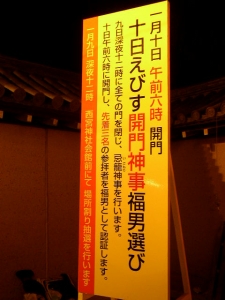 一月十日 午前六時 開門
十日えびす開門神事福男選び
九日深夜十二時に全ての門を閉じ、忌籠神事を行います。
十日午前六時に開門し、先着三名の参拝者を福男として認証します。
一月九日 深夜十二時 西宮神社会館前にて 場所割り抽選を行います